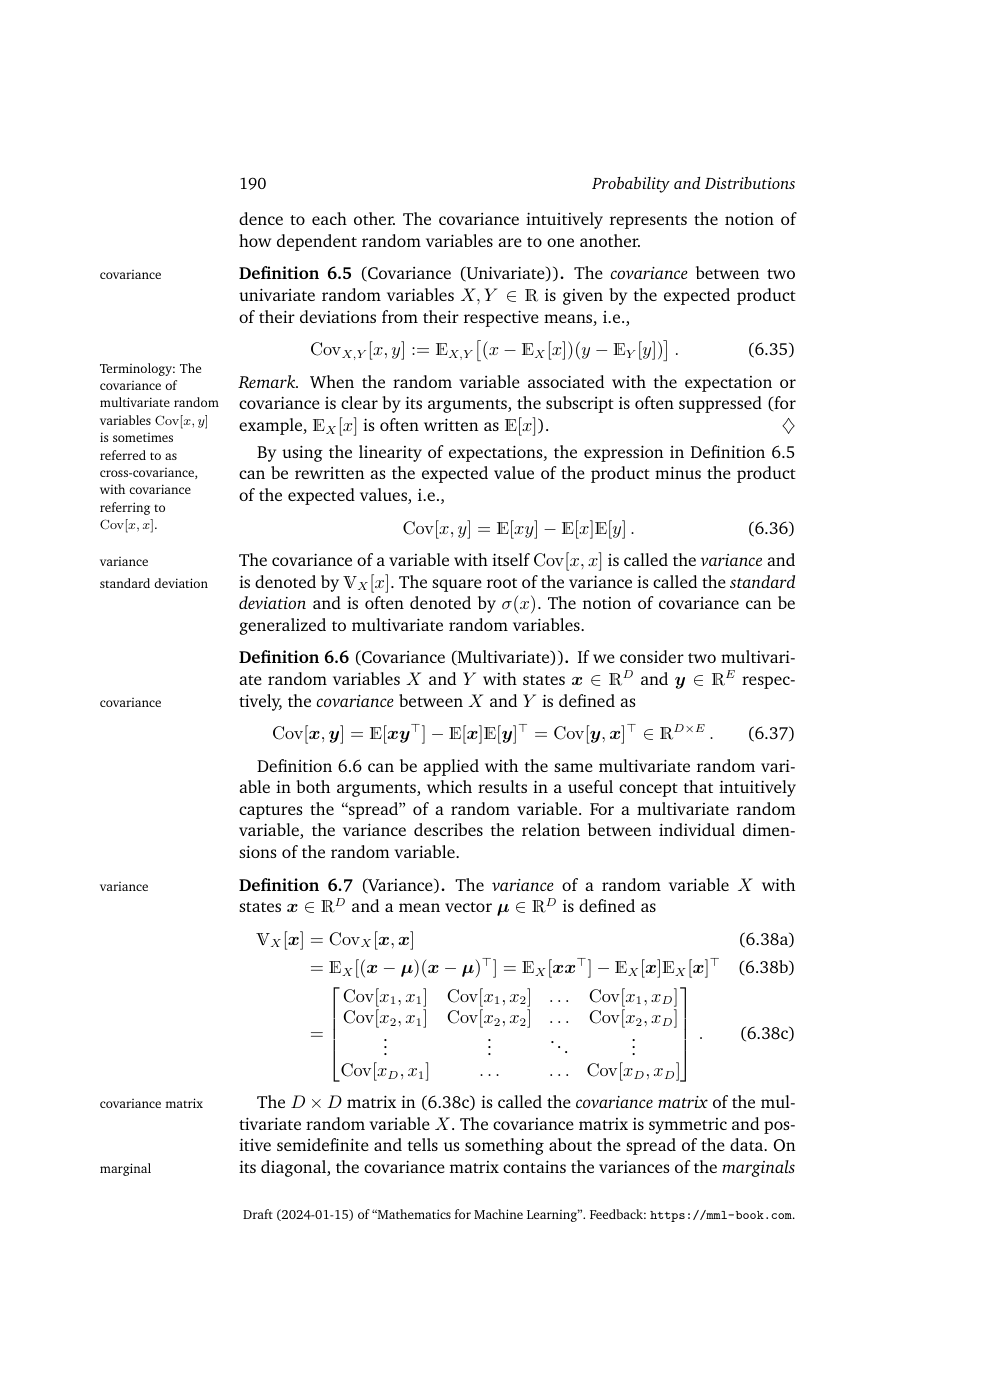 190 Probability and Distributions
dence to each other. The covariance intuitively represents the notion of
how dependent random variables are to one another.
covariance
Definition 6.5 (Covariance (Univariate)). The covariance between two
univariate random variables X, Y ∈ ℝ is given by the expected product
of their deviations from their respective means, i.e.,
Cov_{X,Y}[x, y] := 𝔼_{X,Y}[(x − 𝔼_X[x])(y − 𝔼_Y[y])] . (6.35)
Terminology: The
covariance of
multivariate random
variables Cov[x, y]
is sometimes
referred to as
cross-covariance,
with covariance
referring to
Cov[x, x].
Remark. When the random variable associated with the expectation or
covariance is clear by its arguments, the subscript is often suppressed (for
example, 𝔼_X[x] is often written as 𝔼[x]). ♢
By using the linearity of expectations, the expression in Definition 6.5
can be rewritten as the expected value of the product minus the product
of the expected values, i.e.,
Cov[x, y] = 𝔼[xy] − 𝔼[x]𝔼[y] . (6.36)
variance
standard deviation
The covariance of a variable with itself Cov[x, x] is called the variance and
is denoted by 𝕍_X[x]. The square root of the variance is called the standard
deviation and is often denoted by σ(x). The notion of covariance can be
generalized to multivariate random variables.
Definition 6.6 (Covariance (Multivariate)). If we consider two multivari-
ate random variables X and Y with states x ∈ ℝ^D and y ∈ ℝ^E respec-
covariance
tively, the covariance between X and Y is defined as
Cov[x, y] = 𝔼[xy^⊤] − 𝔼[x]𝔼[y]^⊤ = Cov[y, x]^⊤ ∈ ℝ^{D×E} . (6.37)
Definition 6.6 can be applied with the same multivariate random vari-
able in both arguments, which results in a useful concept that intuitively
captures the “spread” of a random variable. For a multivariate random
variable, the variance describes the relation between individual dimen-
sions of the random variable.
variance
Definition 6.7 (Variance). The variance of a random variable X with
states x ∈ ℝ^D and a mean vector μ ∈ ℝ^D is defined as
𝕍_X[x] = Cov_X[x, x] (6.38a)
= 𝔼_X[(x − μ)(x − μ)^⊤] = 𝔼_X[xx^⊤] − 𝔼_X[x]𝔼_X[x]^⊤ (6.38b)
Cov[x_1, x_1] Cov[x_1, x_2] … Cov[x_1, x_D]
Cov[x_2, x_1] Cov[x_2, x_2] … Cov[x_2, x_D]
= ⋮ ⋮ ⋱ ⋮ . (6.38c)
Cov[x_D, x_1] … … Cov[x_D, x_D]
covariance matrix
The D × D matrix in (6.38c) is called the covariance matrix of the mul-
tivariate random variable X. The covariance matrix is symmetric and pos-
itive semidefinite and tells us something about the spread of the data. On
marginal
its diagonal, the covariance matrix contains the variances of the marginals
Draft (2024-01-15) of “Mathematics for Machine Learning”. Feedback: https://mml-book.com.